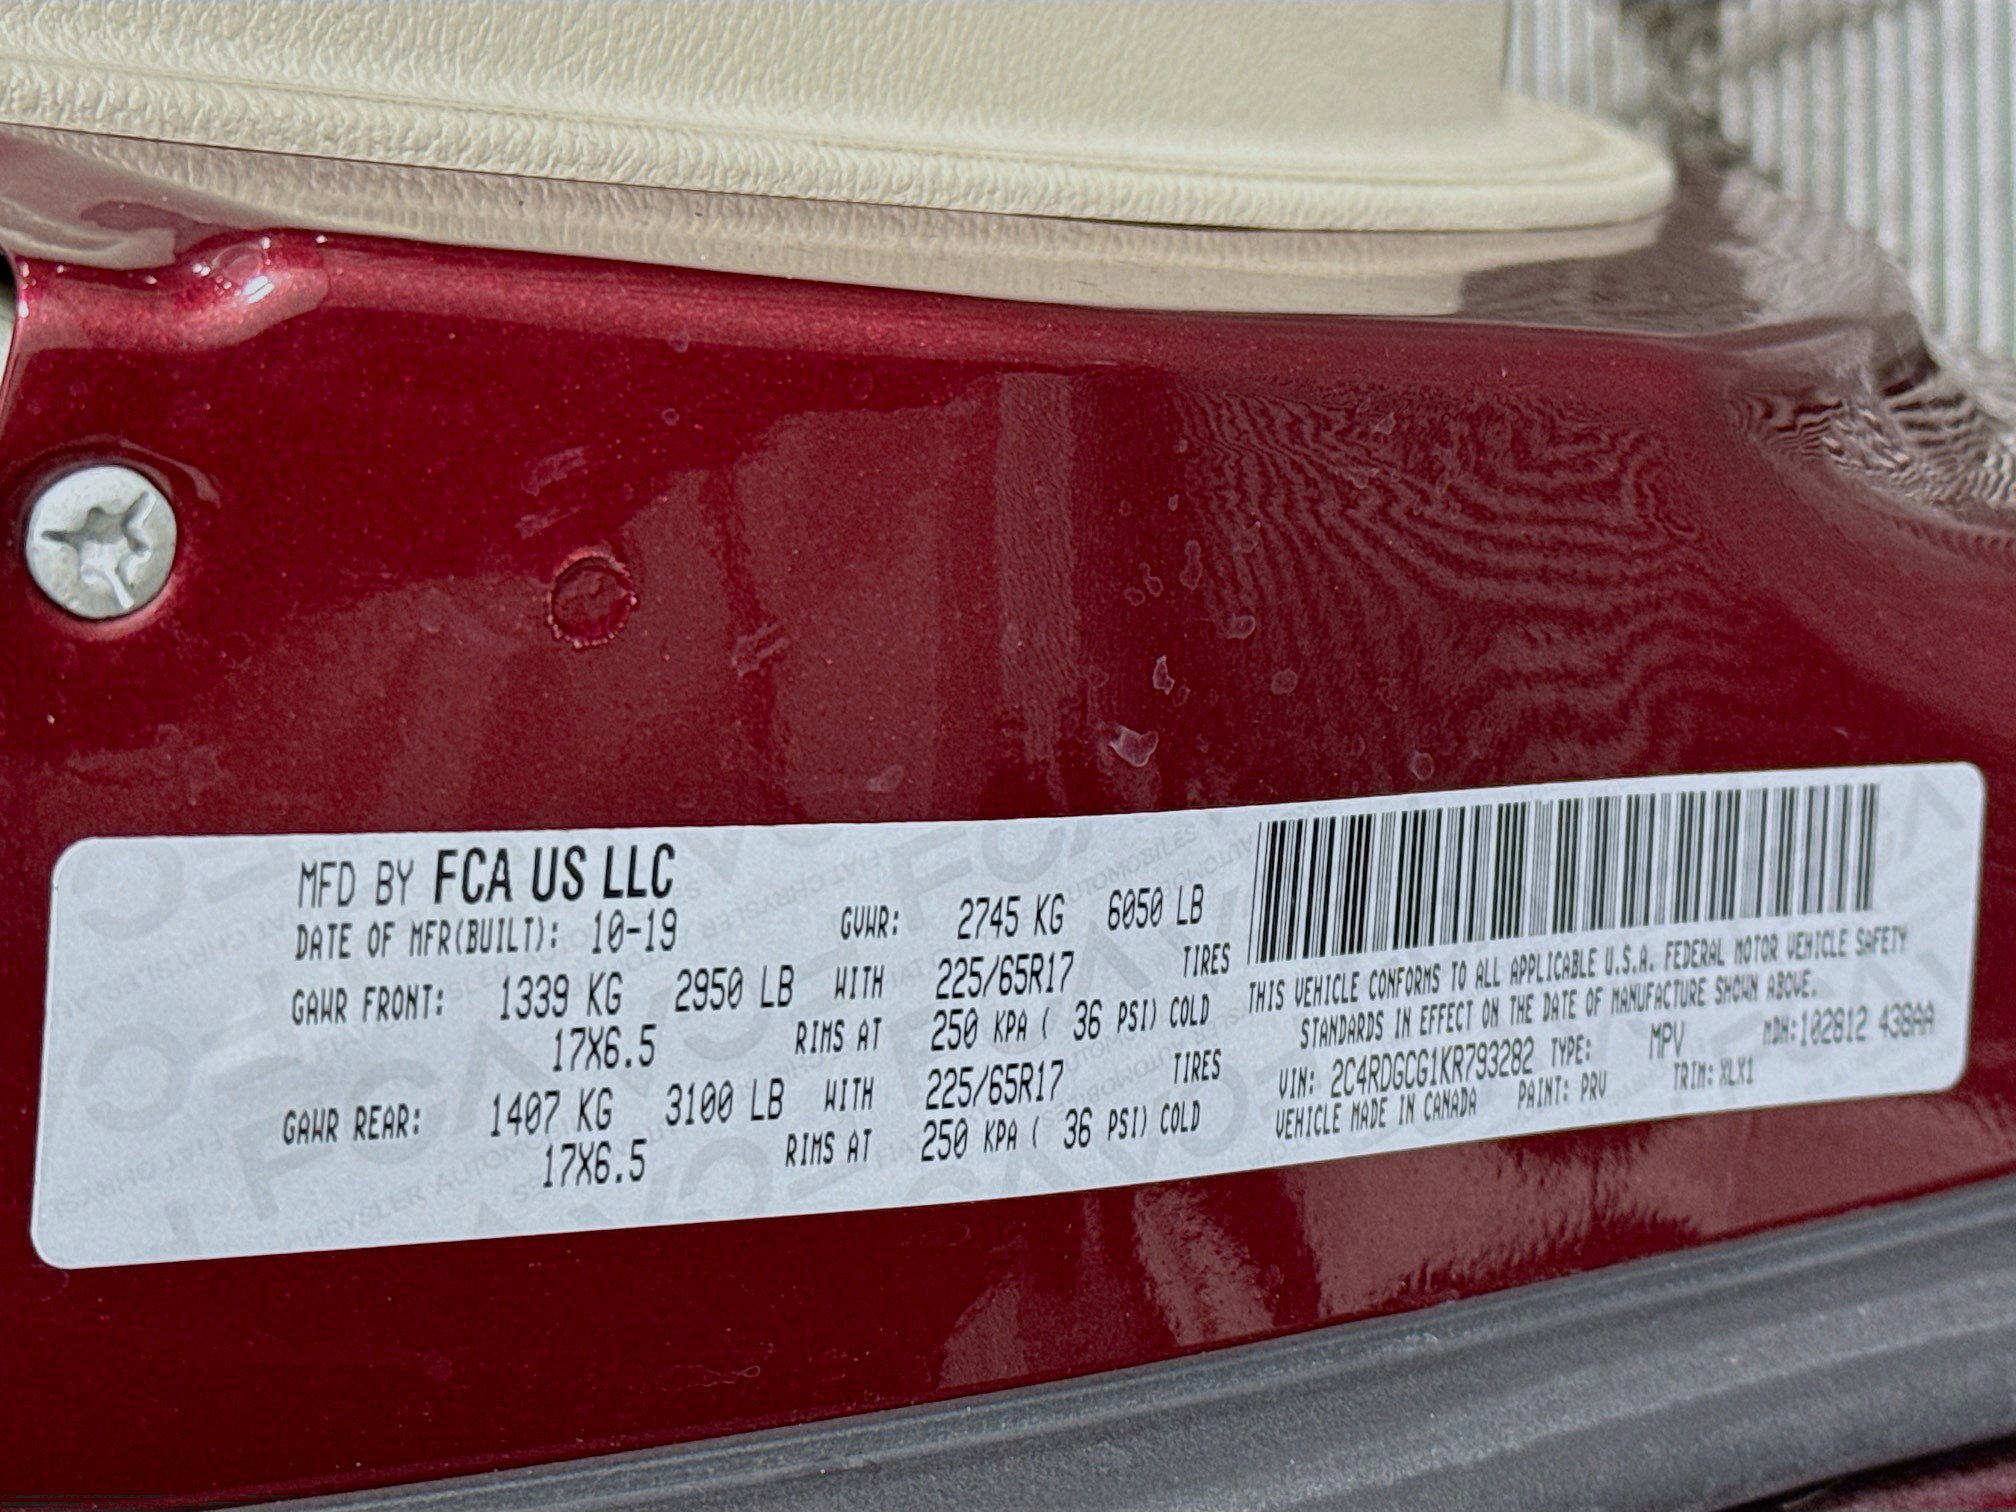 MFD BY FCA US LLC
DATE OF MFR(BUILT): 10-19 GVWR: 2745 KG 6050 LB
GAWR FRONT: 1339 KG 2950 LB WITH 225/65R17 TIRES
17X6.5 RIMS AT 250 KPA ( 36 PSI) COLD
GAWR REAR: 1407 KG 3100 LB WITH 225/65R17 TIRES
17X6.5 RIMS AT 250 KPA ( 36 PSI) COLD
THIS VEHICLE CONFORMS TO ALL APPLICABLE U.S.A. FEDERAL MOTOR VEHICLE SAFETY
STANDARDS IN EFFECT ON THE DATE OF MANUFACTURE SHOWN ABOVE.
VIN: 2C4RDGCG1KR793282 TYPE: MPV MDH:102812 438AA
VEHICLE MADE IN CANADA PAINT: PRV TRIM: XLX1